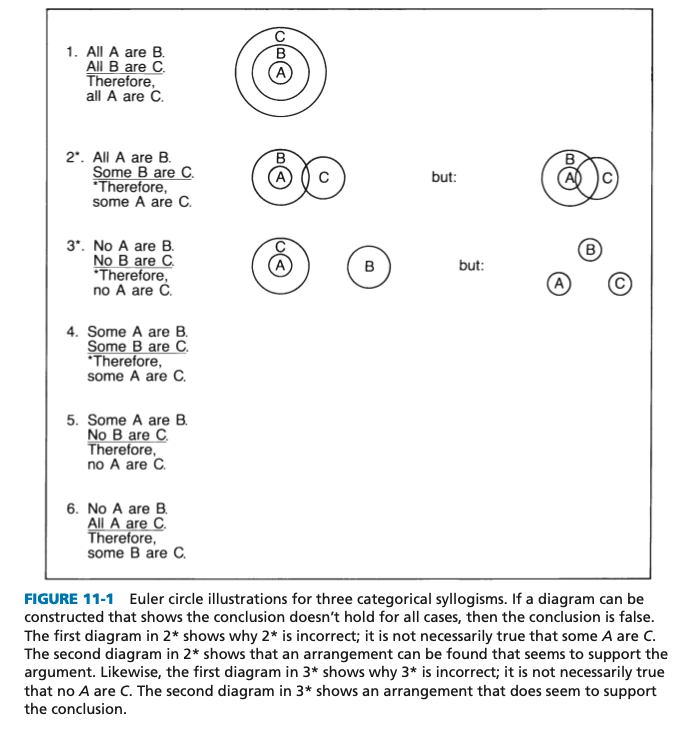 1. All A are B.
All B are C.
Therefore,
all A are C.
C
B
A
2*. All A are B.
Some B are C.
*Therefore,
some A are C.
B
A
C
but:
B
A
C
3*. No A are B.
No B are C.
*Therefore,
no A are C.
C
A
B
but:
B
A
C
4. Some A are B.
Some B are C.
*Therefore,
some A are C.
5. Some A are B.
No B are C.
Therefore,
no A are C.
6. No A are B.
All A are C.
Therefore,
some B are C.
FIGURE 11-1 Euler circle illustrations for three categorical syllogisms. If a diagram can be
constructed that shows the conclusion doesn't hold for all cases, then the conclusion is false.
The first diagram in 2* shows why 2* is incorrect; it is not necessarily true that some A are C.
The second diagram in 2* shows that an arrangement can be found that seems to support the
argument. Likewise, the first diagram in 3* shows why 3* is incorrect; it is not necessarily true
that no A are C. The second diagram in 3* shows an arrangement that does seem to support
the conclusion.